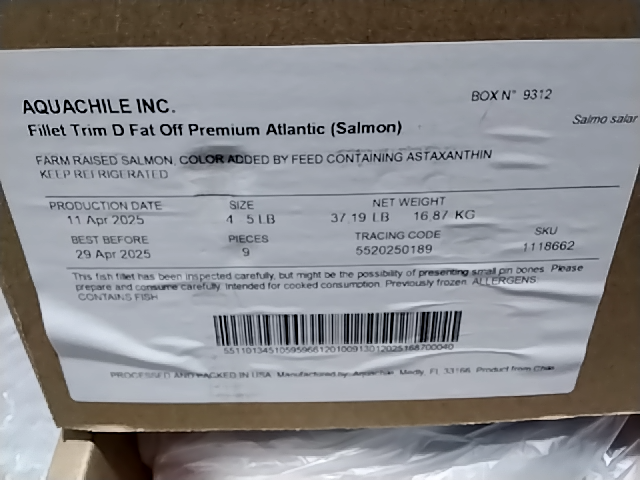 AQUACHILE INC.
BOX N° 9312
Fillet Trim D Fat Off Premium Atlantic (Salmon)
Salmo salar
FARM RAISED SALMON, COLOR ADDED BY FEED CONTAINING ASTAXANTHIN
KEEP REFRIGERATED
PRODUCTION DATE SIZE NET WEIGHT
11 Apr 2025 4 5 LB 37 19 LB 16,87 KG
BEST BEFORE PIECES TRACING CODE SKU
29 Apr 2025 9 5520250189 1118662
This fish fillet has been inspected carefully, but might be the possibility of presenting small pin bones. Please
prepare and consume carefully. Intended for cooked consumption. Previously frozen. ALLERGENS
CONTAINS FISH
PROCESSED AND PACKED IN USA. Manufactured by: Aquachile, Medly, FL 33166. Product from Chile